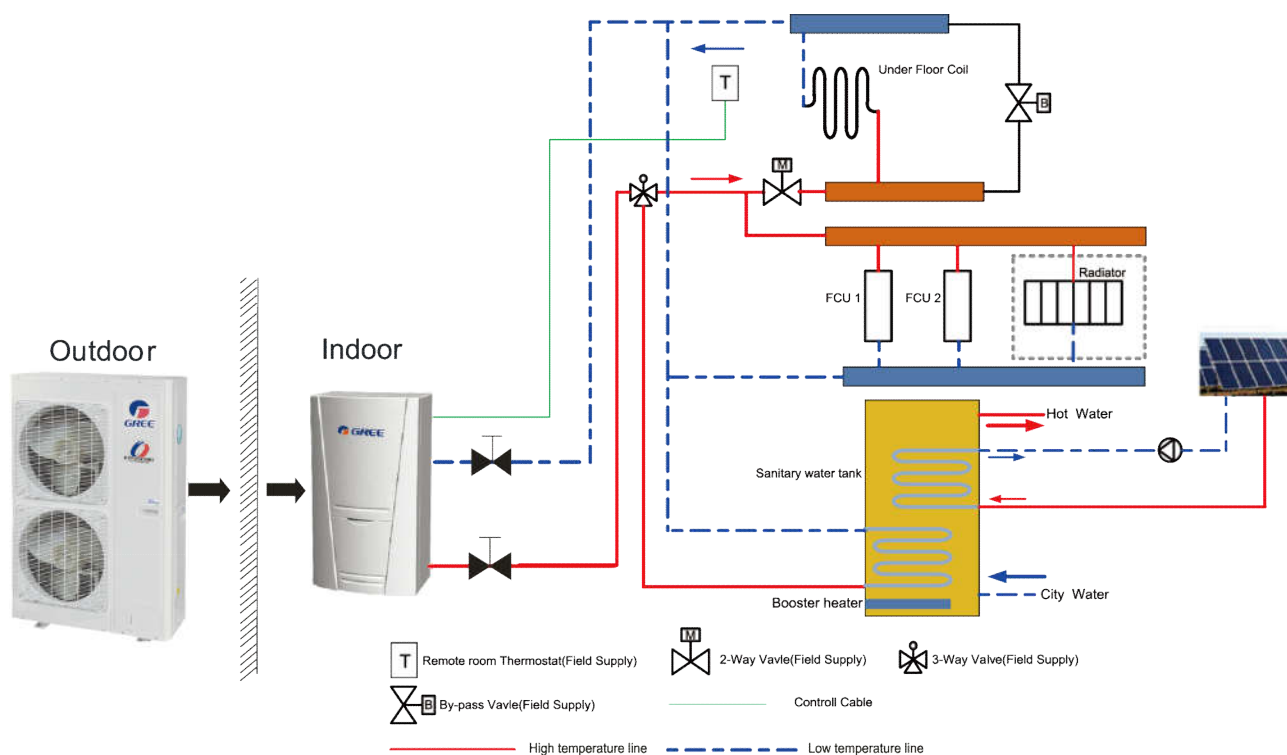 Under Floor Coil
T
B
M
Radiator
FCU 1
FCU 2
Outdoor
Indoor
GREE
GREE
Hot Water
Sanitary water tank
Booster heater
City Water
T
Remote room Thermostat(Field Supply)
M
2-Way Vavle(Field Supply)
3-Way Valve(Field Supply)
B
By-pass Vavle(Field Supply)
Controll Cable
High temperature line
Low temperature line